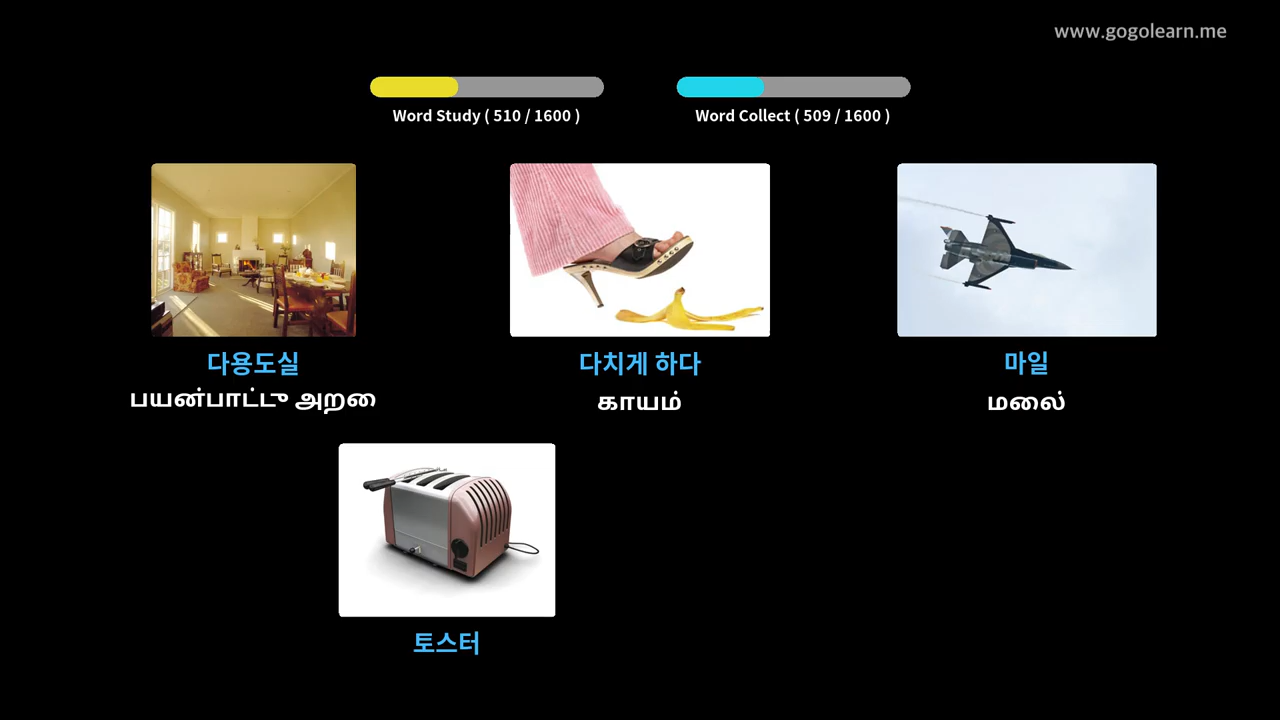 www.gogolearn.me
Word Study ( 510 / 1600 )
Word Collect ( 509 / 1600 )
다용도실
பயன்பாட்டு அறை
다치게 하다
காயம்
마일
மைல்
토스터